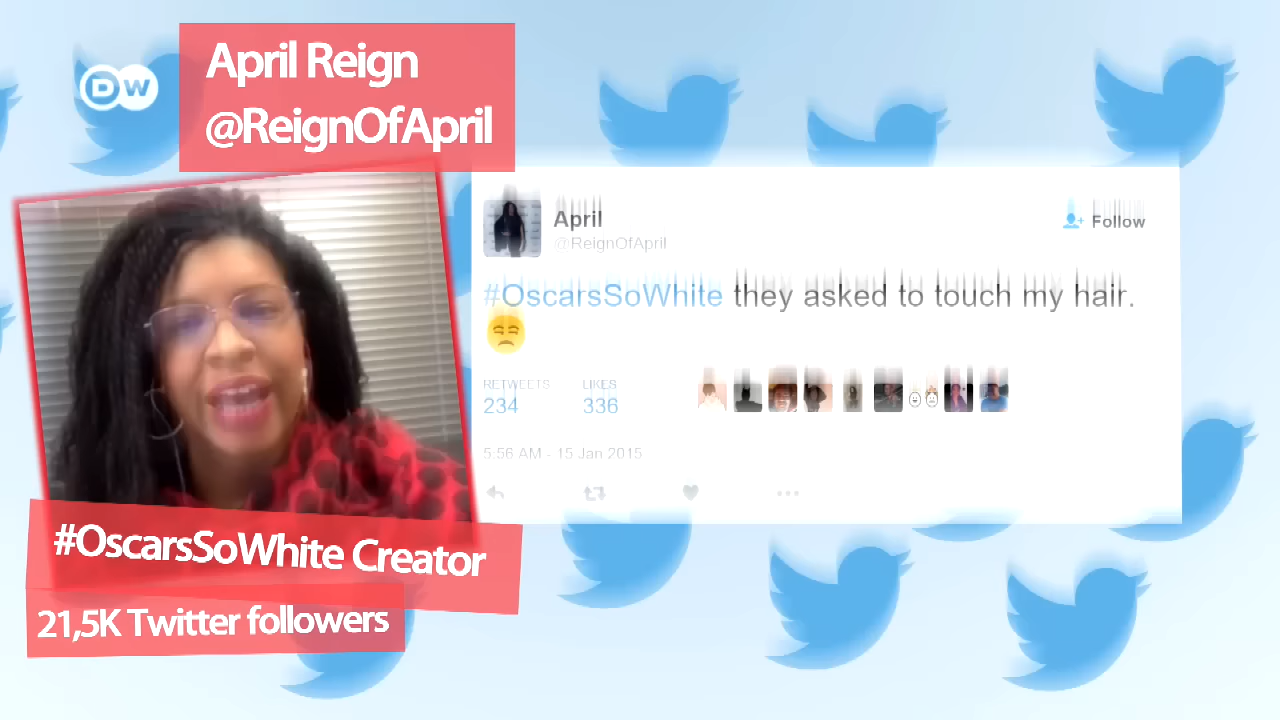 DW
April Reign
@ReignOfApril
April
@ReignOfApril
Follow
#OscarsSoWhite they asked to touch my hair.
RETWEETS LIKES
234 336
5:56 AM - 15 Jan 2015
#OscarsSoWhite Creator
21,5K Twitter followers